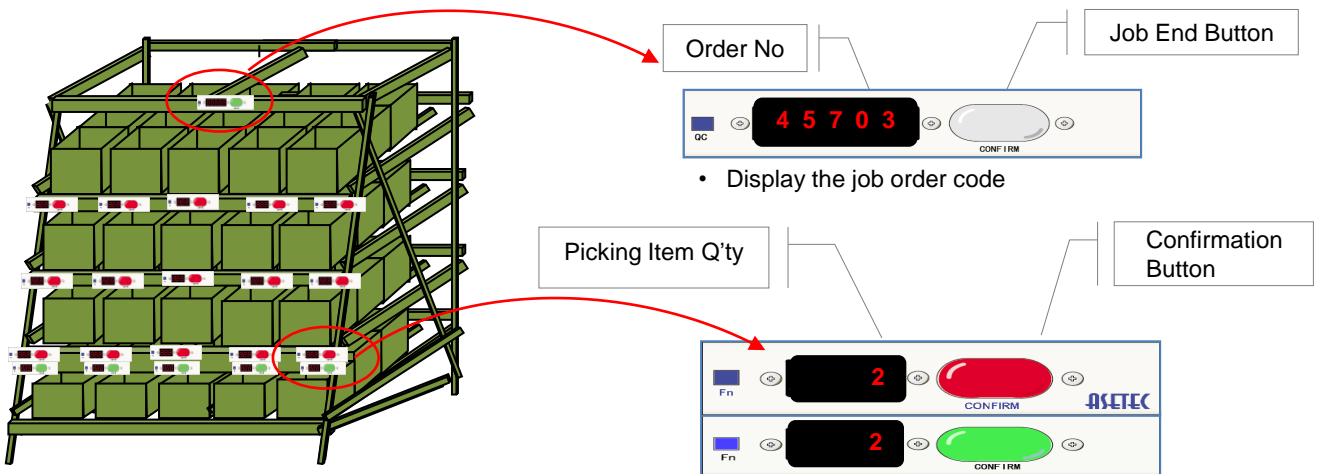 Order No
Job End Button
4 5 7 0 3
QC
CONFIRM
• Display the job order code
Picking Item Q'ty
Confirmation
Button
2
Fn
CONFIRM
ASETEC
2
Fn
CONFIRM